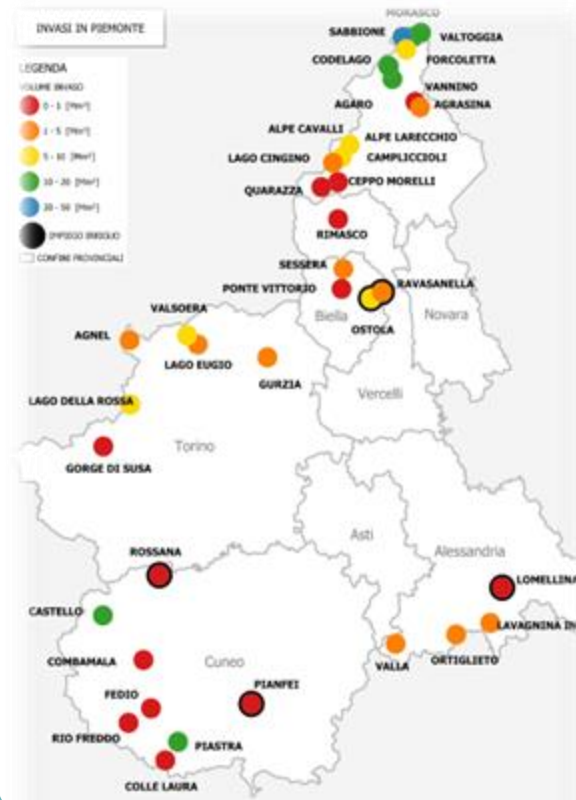 MORASCO
INVASI IN PIEMONTE
SABBIONE
VALTOGGIA
CODELAGO
FORCOLETTA
LEGENDA
VOLUME INVASO
0 - 1 [Mm³]
1 - 5 [Mm³]
5 - 10 [Mm³]
10 - 20 [Mm³]
20 - 50 [Mm³]
IMPIEGO IRRIGUO
CONFINI PROVINCIALI
VANNINO
AGARO
AGRASINA
ALPE CAVALLI
ALPE LARECCHIO
LAGO CINGINO
CAMPLICCIOLI
QUARAZZA
CEPPO MORELLI
RIMASCO
SESSERA
PONTE VITTORIO
RAVASANELLA
Biella
OSTOLA
Novara
VALSOERA
AGNEL
LAGO EUGIO
GURZIA
Vercelli
LAGO DELLA ROSSA
Torino
GORGE DI SUSA
Asti
Alessandria
ROSSANA
LOMELLINA
CASTELLO
LAVAGNINA IN
COMBAMALA
Cuneo
VALLA
ORTIGLIETO
PIANFEI
FEDIO
RIO FREDDO
PIASTRA
COLLE LAURA